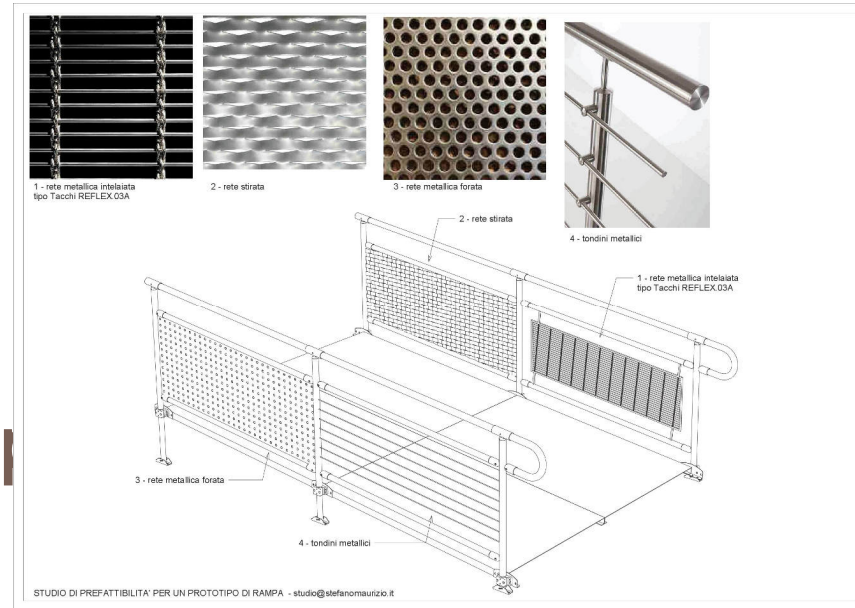 1 - rete metallica intelaiata
tipo Tacchi REFLEX.03A
2 - rete stirata
3 - rete metallica forata
4 - tondini metallici
2 - rete stirata
1 - rete metallica intelaiata
tipo Tacchi REFLEX.03A
3 - rete metallica forata
4 - tondini metallici
STUDIO DI PREFATTIBILITA' PER UN PROTOTIPO DI RAMPA - studio@stefanomaurizio.it